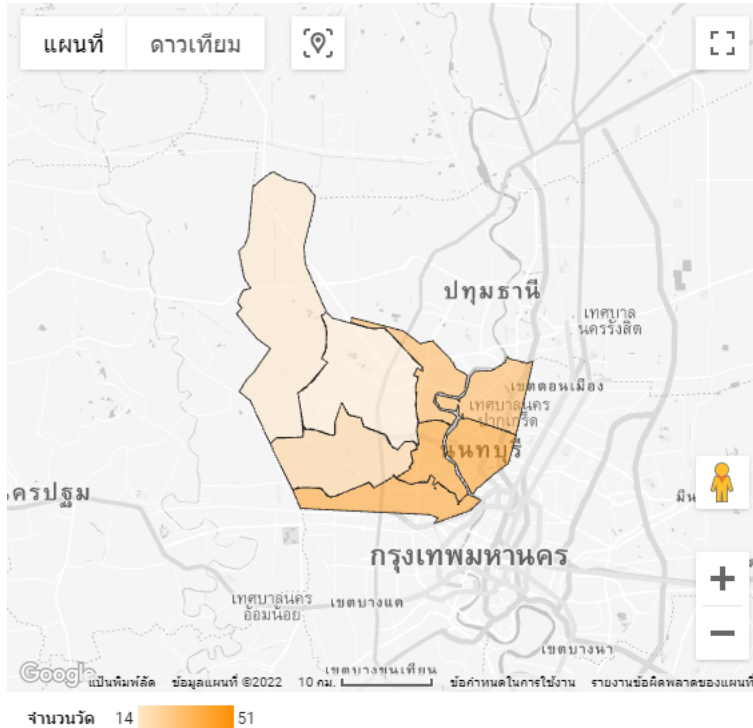 แผนที่ ดาวเทียม
ปทุมธานี
เทศบาล
นครรังสิต
เขตดอนเมือง
เทศบาลนคร
ปากเกร็ด
นนทบุรี
ครปฐม
มีน
กรุงเทพมหานคร
เทศบาลนคร
อ้อมน้อย
เขตบางแค
เขตบางนา
เขตบางขุนเทียน
Google
แป้นพิมพ์ลัด ข้อมูลแผนที่ ©2022 10 กม. ข้อกำหนดในการใช้งาน รายงานข้อผิดพลาดของแผนที่
จำนวนวัด 14 51